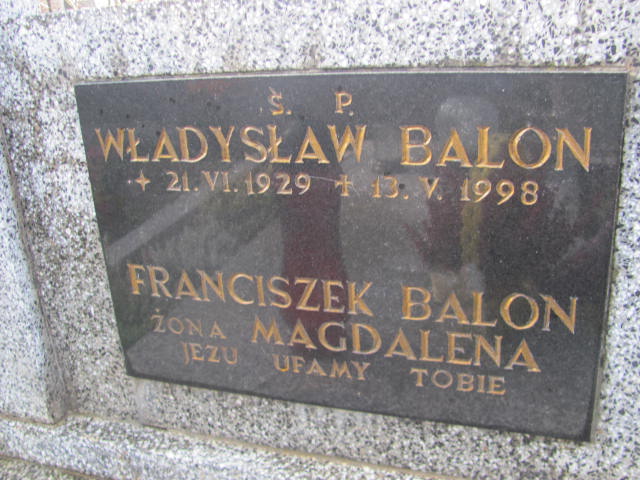 Ś. P.
WŁADYSŁAW BALON
+ 21.VI.1929 + 13.V.1998
FRANCISZEK BALON
ŻONA MAGDALENA
JEZU UFAMY TOBIE